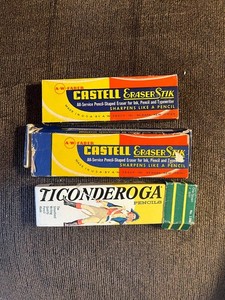 A.W. FABER
CASTELL ERASERSTIK
All-Service Pencil-Shaped Eraser for Ink, Pencil and Typewriter
SHARPENS LIKE A PENCIL
A.W. FABER
CASTELL ERASERSTIK
All-Service Pencil-Shaped Eraser for Ink, Pencil and Typewriter
SHARPENS LIKE A PENCIL
TICONDEROGA
PENCILS